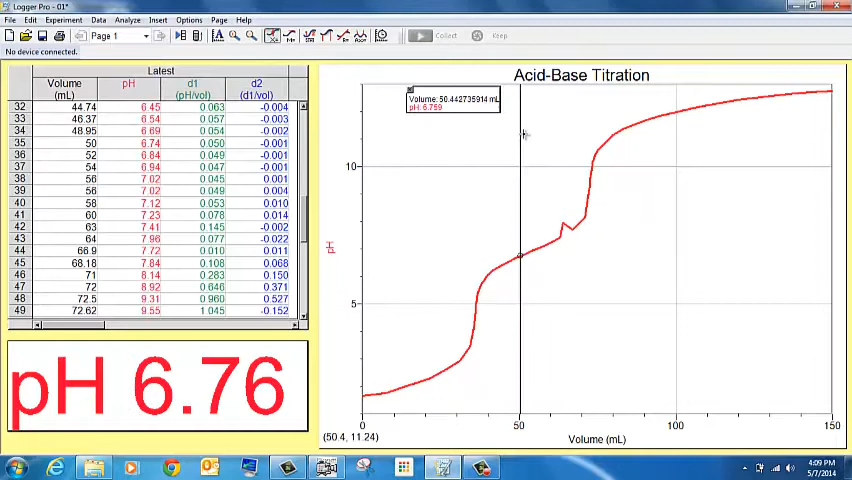 Logger Pro - 01*
File Edit Experiment Data Analyze Insert Options Page Help
Page 1 Collect Keep
No device connected.
Latest
Volume (mL) pH d1 (pH/vol) d2 (d1/vol)
32 44.74 6.45 0.063 -0.004
33 46.37 6.54 0.057 -0.003
34 48.95 6.69 0.054 -0.002
35 50 6.74 0.050 -0.001
36 52 6.84 0.049 -0.001
37 54 6.94 0.047 -0.001
38 56 7.02 0.045 0.001
39 56 7.02 0.049 0.004
40 58 7.12 0.053 0.010
41 60 7.23 0.078 0.014
42 63 7.41 0.145 -0.002
43 64 7.96 0.077 -0.022
44 66.9 7.72 0.010 0.011
45 68.18 7.84 0.108 0.068
46 71 8.14 0.283 0.150
47 72 8.92 0.646 0.371
48 72.5 9.31 0.960 0.527
49 72.62 9.55 1.045 -0.152
pH 6.76
Acid-Base Titration
Volume: 50.442735914 mL
pH: 6.759
10
pH
5
0 50 100 150
(50.4, 11.24)
Volume (mL)
4:09 PM
5/7/2014